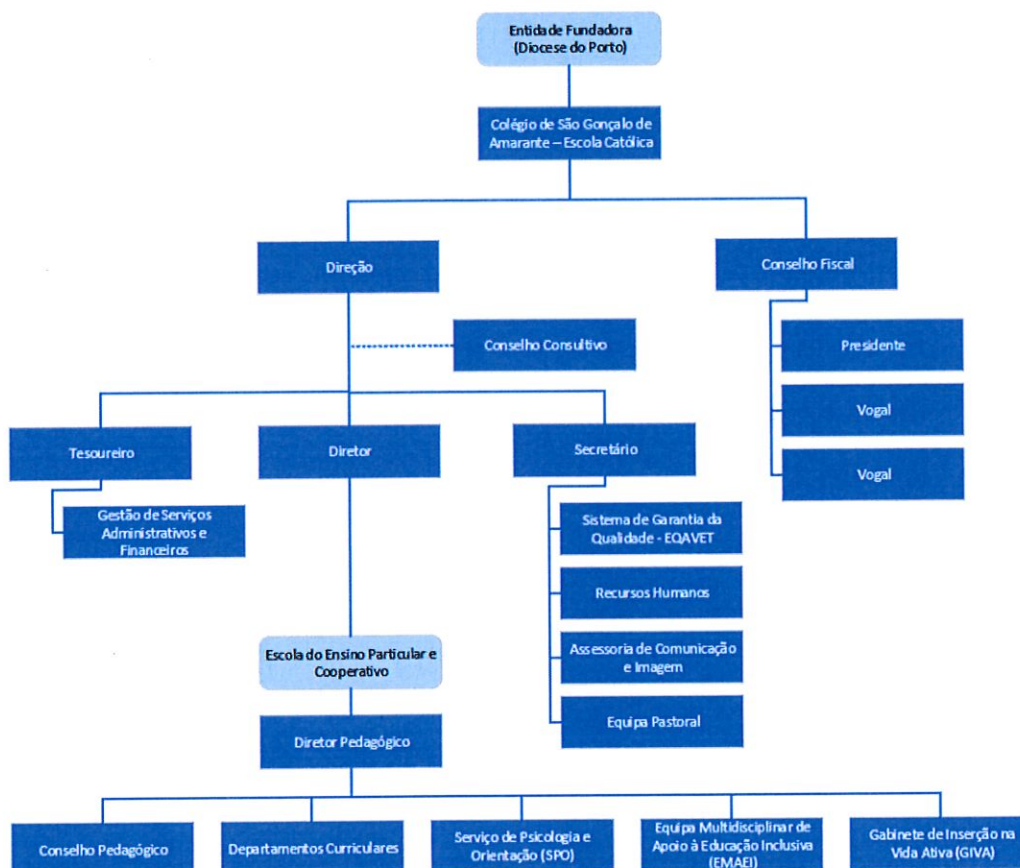 Entidade Fundadora
(Diocese do Porto)
Colégio de São Gonçalo de
Amarante – Escola Católica
Direção
Conselho Fiscal
Conselho Consultivo
Presidente
Vogal
Vogal
Tesoureiro
Diretor
Secretário
Gestão de Serviços
Administrativos e
Financeiros
Sistema de Garantia da
Qualidade - EQAVET
Recursos Humanos
Assessoria de Comunicação
e Imagem
Equipa Pastoral
Escola do Ensino Particular e
Cooperativo
Diretor Pedagógico
Conselho Pedagógico
Departamentos Curriculares
Serviço de Psicologia e
Orientação (SPO)
Equipa Multidisciplinar de
Apoio à Educação Inclusiva
(EMAEI)
Gabinete de Inserção na
Vida Ativa (GIVA)